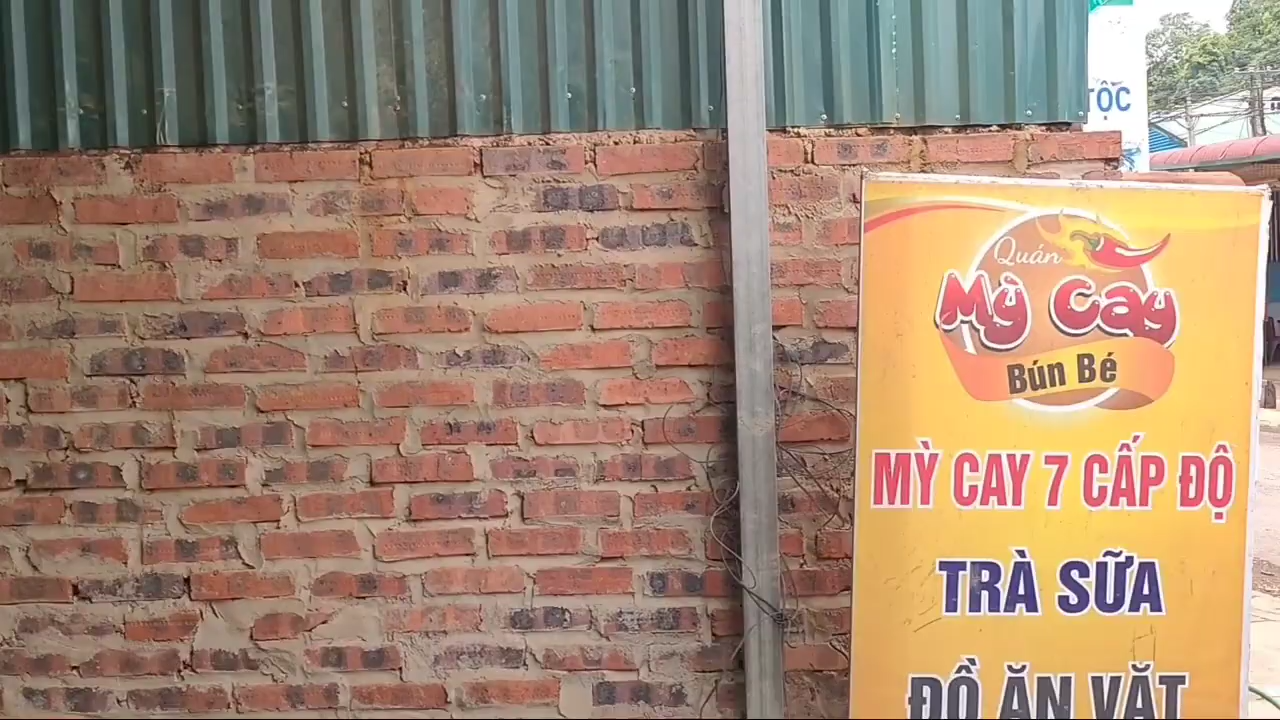 TỘC
Quán
Mỳ Cay
Bún Bé
MỲ CAY 7 CẤP ĐỘ
TRÀ SỮA
ĐỒ ĂN VẶT